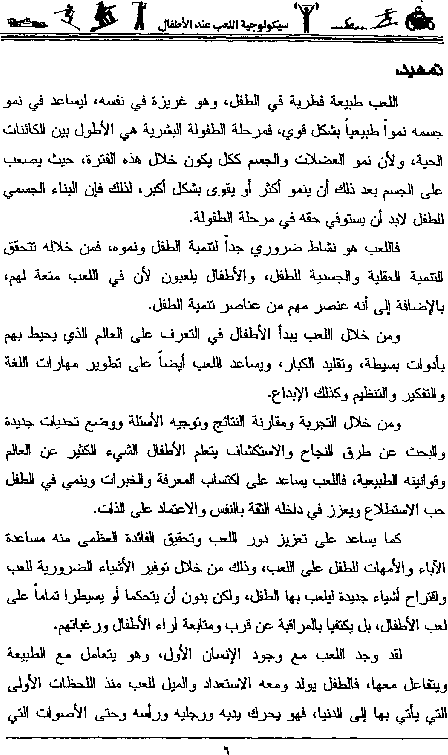 سيكولوجية اللعب عند الأطفال
تمهيد.
اللعب طبيعة فطرية في الطفل، وهو غريزة في نفسه، ليساعد في نمو
جسمه نمواً طبيعياً بشكل قوي، فمرحلة الطفولة البشرية هي الأطول بين الكائنات
الحية، ولأن نمو العضلات والجسم ككل يكون خلال هذه الفترة، حيث يصعب
على الجسم بعد ذلك أن ينمو أكثر أو يقوى بشكل أكبر، لذلك فإن البناء الجسمي
للطفل لابد أن يستوفي حقه في مرحلة الطفولة.
فاللعب هو نشاط ضروري جداً لتنمية الطفل ونموه، فمن خلاله تتحقق
التنمية العقلية والجسدية للطفل، والأطفال يلعبون لأن في اللعب متعة لهم،
بالإضافة إلى أنه عنصر مهم من عناصر تنمية الطفل.
ومن خلال اللعب يبدأ الأطفال في التعرف على العالم الذي يحيط بهم
بأدوات بسيطة، وتقليد الكبار، ويساعد اللعب أيضاً على تطوير مهارات اللغة
والتفكير والتنظيم وكذلك الإبداع.
ومن خلال التجربة ومقارنة النتائج وتوجيه الأسئلة ووضع تحديات جديدة
والبحث عن طرق للنجاح والاستكشاف يتعلم الأطفال الشيء الكثير عن العالم
وقوانينه الطبيعية، فاللعب يساعد على اكتساب المعرفة والخبرات وينمي في الطفل
حب الاستطلاع ويعزز في داخله الثقة بالنفس والاعتماد على الذات.
كما يساعد على تعزيز دور اللعب وتحقيق الفائدة العظمى منه مساعدة
الآباء والأمهات للطفل على اللعب، وذلك من خلال توفير الأشياء الضرورية للعب
واقتراح أشياء جديدة ليلعب بها الطفل، ولكن بدون أن يتحكما أو يسيطرا تماماً على
لعب الأطفال، بل يكتفيا بالمراقبة عن قرب ومتابعة آراء الأطفال ورغباتهم.
لقد وجد اللعب مع وجود الإنسان الأول، وهو يتعامل مع الطبيعة
ويتفاعل معها، فالطفل يولد ومعه الاستعداد والميل للعب منذ اللحظات الأولى
التي يأتي بها إلى الدنيا، فهو يحرك يديه ورجليه ورأسه وحتى الأصوات التي
٦